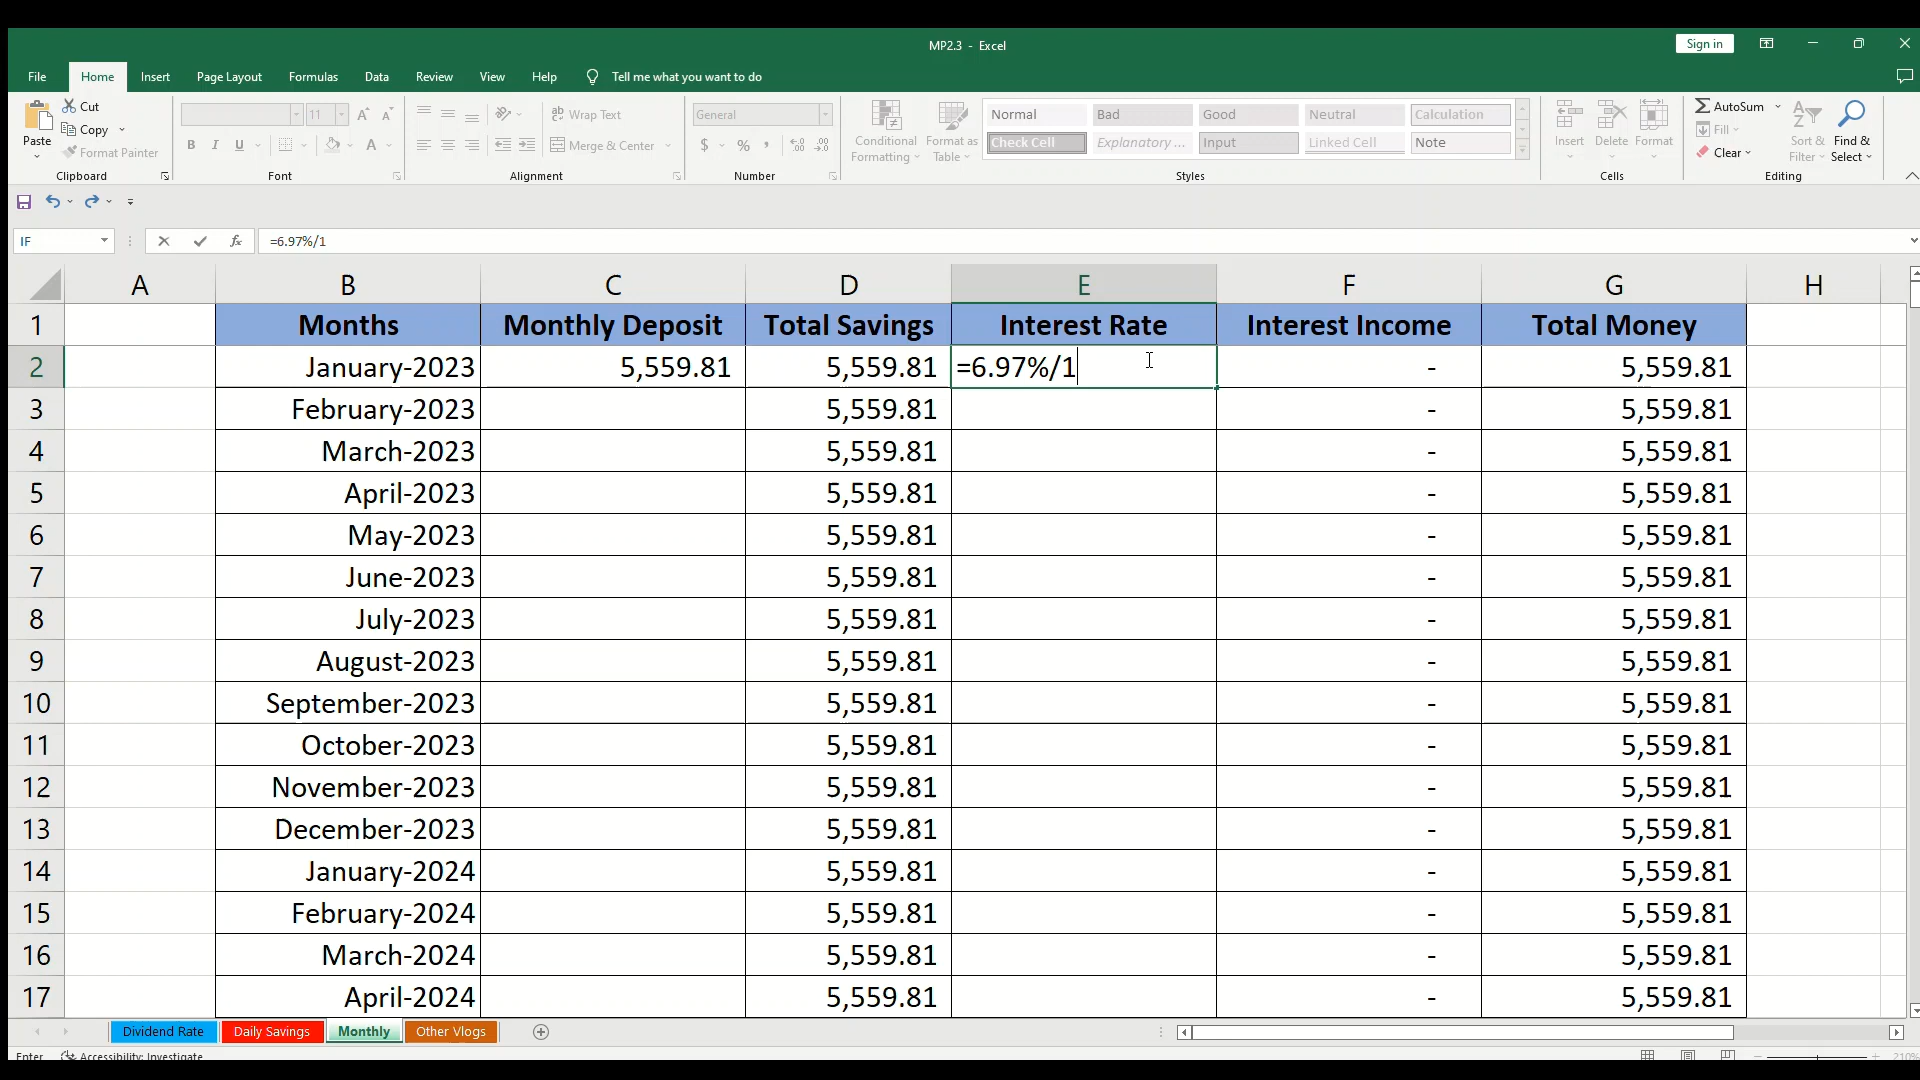 MP2.3 - Excel
Sign in
File Home Insert Page Layout Formulas Data Review View Help Tell me what you want to do
Paste Cut Copy Format Painter Clipboard
11 B I U A Font
Wrap Text Merge & Center Alignment
General $ % , Number
Conditional Formatting Format as Table
Normal Bad Good Neutral Calculation
Check Cell Explanatory ... Input Linked Cell Note
Styles
Insert Delete Format Cells
AutoSum Fill Clear Sort & Filter Find & Select Editing
IF fx =6.97%/1
A B C D E F G H
1 Months Monthly Deposit Total Savings Interest Rate Interest Income Total Money
2 January-2023 5,559.81 5,559.81 =6.97%/1 - 5,559.81
3 February-2023 5,559.81 - 5,559.81
4 March-2023 5,559.81 - 5,559.81
5 April-2023 5,559.81 - 5,559.81
6 May-2023 5,559.81 - 5,559.81
7 June-2023 5,559.81 - 5,559.81
8 July-2023 5,559.81 - 5,559.81
9 August-2023 5,559.81 - 5,559.81
10 September-2023 5,559.81 - 5,559.81
11 October-2023 5,559.81 - 5,559.81
12 November-2023 5,559.81 - 5,559.81
13 December-2023 5,559.81 - 5,559.81
14 January-2024 5,559.81 - 5,559.81
15 February-2024 5,559.81 - 5,559.81
16 March-2024 5,559.81 - 5,559.81
17 April-2024 5,559.81 - 5,559.81
Dividend Rate Daily Savings Monthly Other Vlogs
Enter Accessibility: Investigate 210%